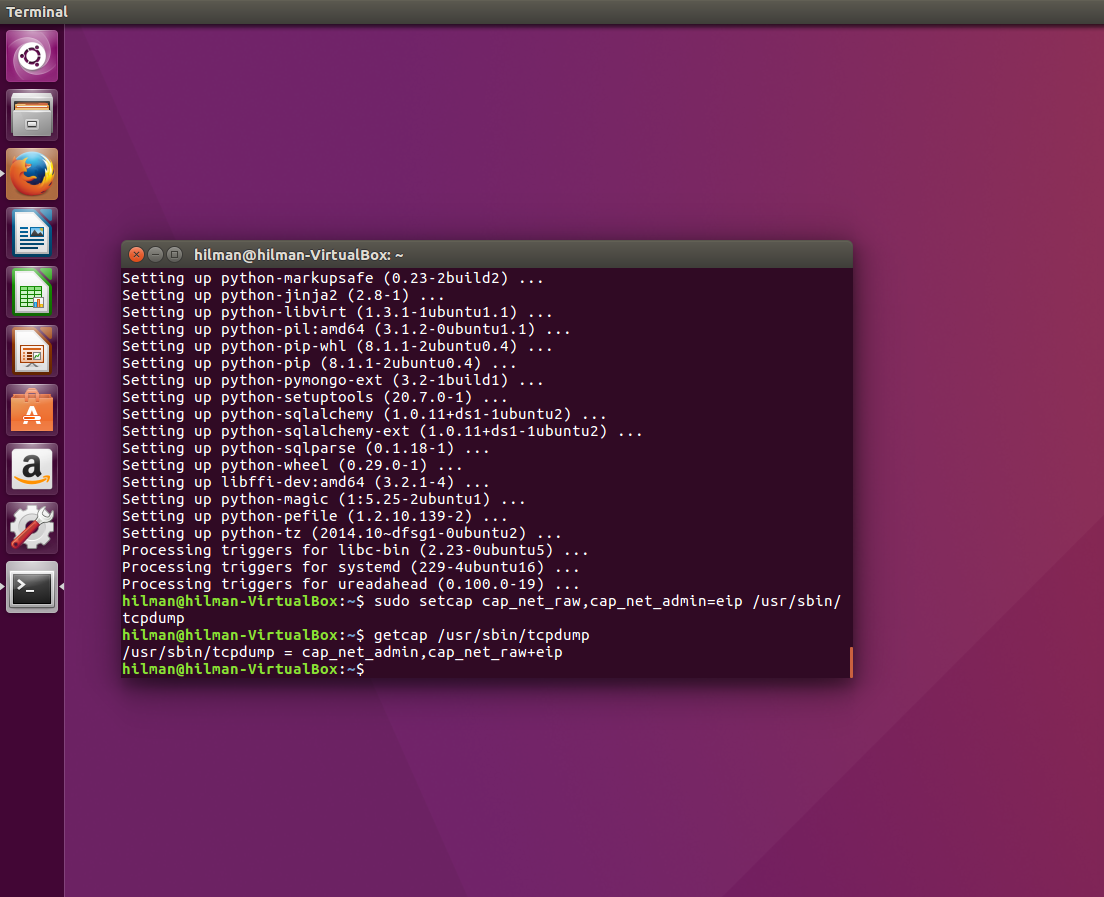 Terminal
hilman@hilman-VirtualBox: ~
Setting up python-markupsafe (0.23-2build2) ...
Setting up python-jinja2 (2.8-1) ...
Setting up python-libvirt (1.3.1-1ubuntu1.1) ...
Setting up python-pil:amd64 (3.1.2-0ubuntu1.1) ...
Setting up python-pip-whl (8.1.1-2ubuntu0.4) ...
Setting up python-pip (8.1.1-2ubuntu0.4) ...
Setting up python-pymongo-ext (3.2-1build1) ...
Setting up python-setuptools (20.7.0-1) ...
Setting up python-sqlalchemy (1.0.11+ds1-1ubuntu2) ...
Setting up python-sqlalchemy-ext (1.0.11+ds1-1ubuntu2) ...
Setting up python-sqlparse (0.1.18-1) ...
Setting up python-wheel (0.29.0-1) ...
Setting up libffi-dev:amd64 (3.2.1-4) ...
Setting up python-magic (1:5.25-2ubuntu1) ...
Setting up python-pefile (1.2.10.139-2) ...
Setting up python-tz (2014.10~dfsg1-0ubuntu2) ...
Processing triggers for libc-bin (2.23-0ubuntu5) ...
Processing triggers for systemd (229-4ubuntu16) ...
Processing triggers for ureadahead (0.100.0-19) ...
hilman@hilman-VirtualBox:~$ sudo setcap cap_net_raw,cap_net_admin=eip /usr/sbin/
tcpdump
hilman@hilman-VirtualBox:~$ getcap /usr/sbin/tcpdump
/usr/sbin/tcpdump = cap_net_admin,cap_net_raw+eip
hilman@hilman-VirtualBox:~$